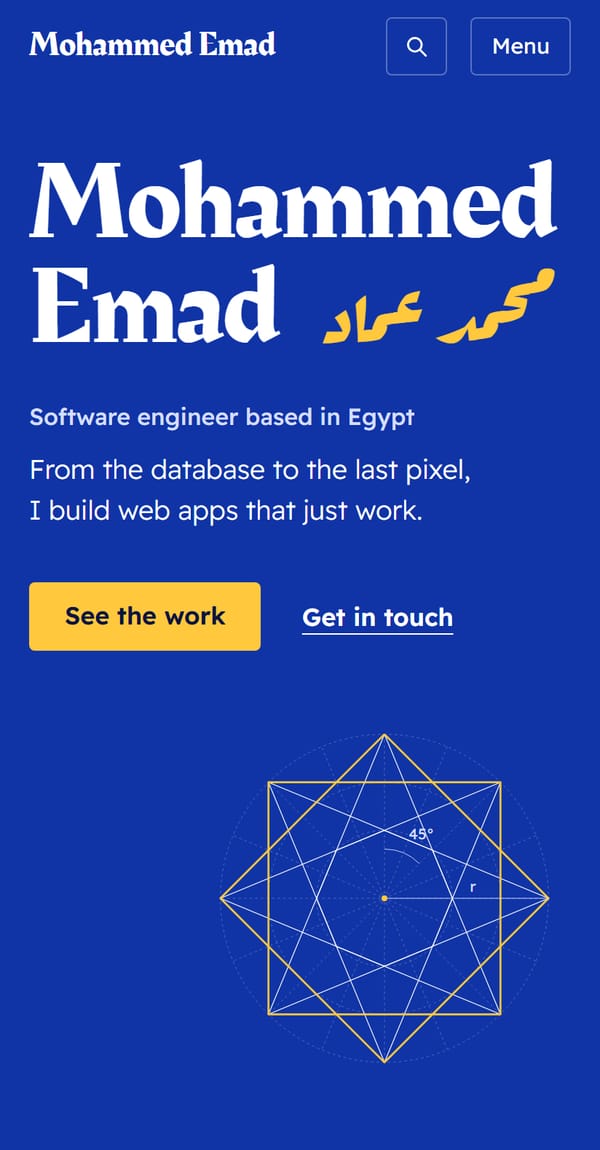 Mohammed Emad
Menu
Mohammed
Emad محمد عماد
Software engineer based in Egypt
From the database to the last pixel,
I build web apps that just work.
See the work
Get in touch
45°
r